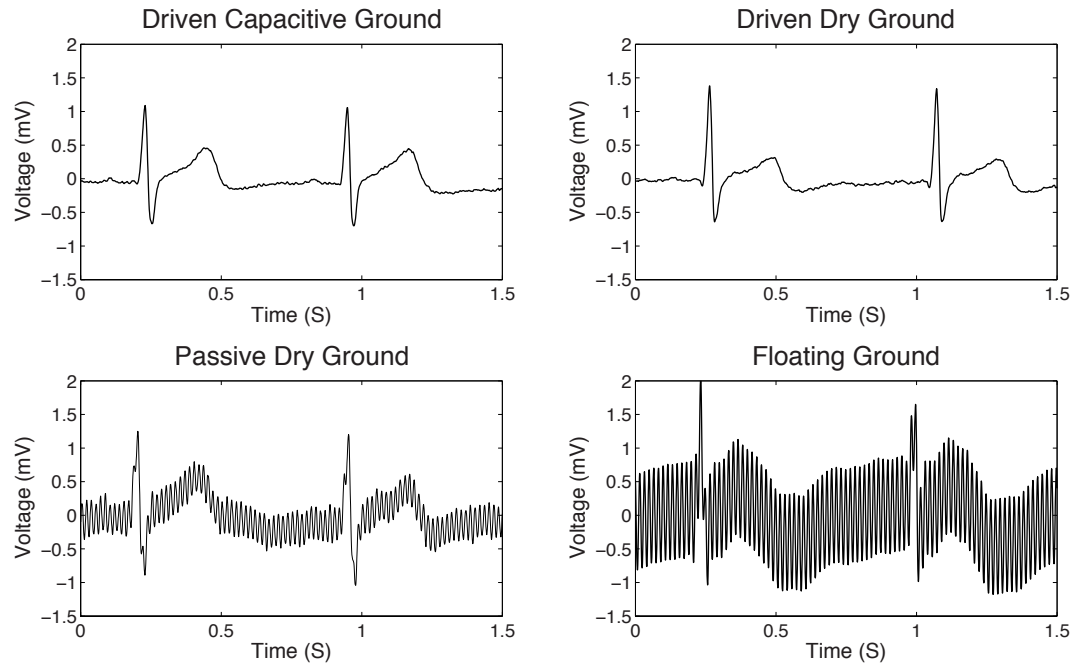 Driven Capacitive Ground
2
1.5
1
0.5
0
−0.5
−1
−1.5
Voltage (mV)
0 0.5 1 1.5
Time (S)
Driven Dry Ground
2
1.5
1
0.5
0
−0.5
−1
−1.5
Voltage (mV)
0 0.5 1 1.5
Time (S)
Passive Dry Ground
2
1.5
1
0.5
0
−0.5
−1
−1.5
Voltage (mV)
0 0.5 1 1.5
Time (S)
Floating Ground
2
1.5
1
0.5
0
−0.5
−1
−1.5
Voltage (mV)
0 0.5 1 1.5
Time (S)